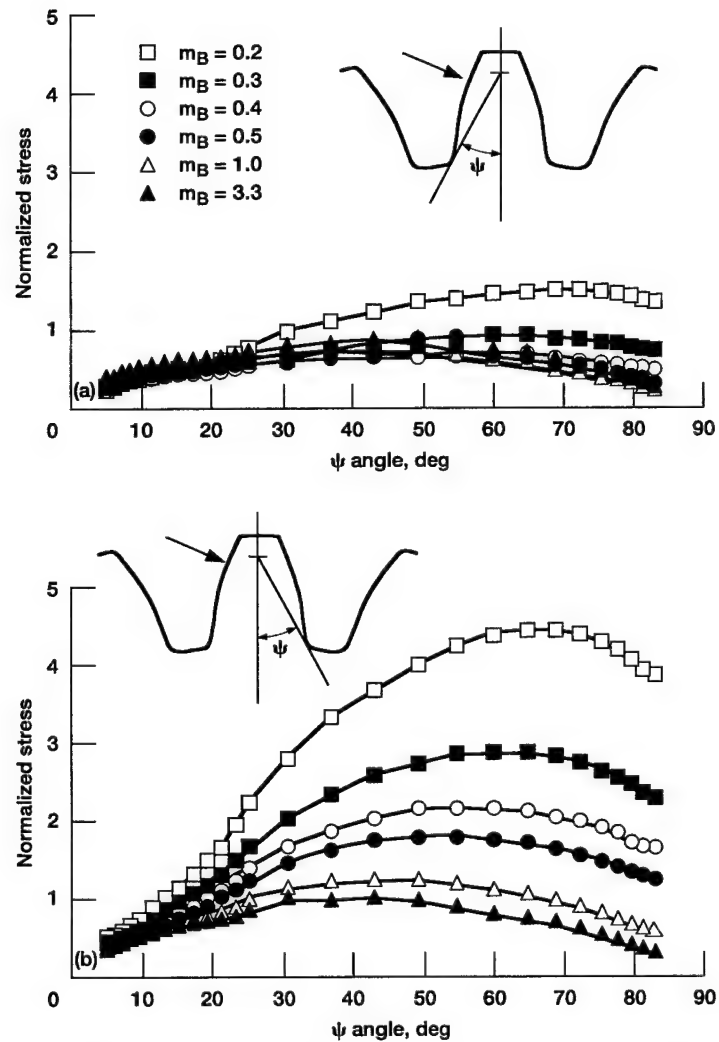 5
4
3
2
1
0
Normalized stress
m_B = 0.2
m_B = 0.3
m_B = 0.4
m_B = 0.5
m_B = 1.0
m_B = 3.3
ψ
(a)
10 20 30 40 50 60 70 80 90
ψ angle, deg
ψ
5
4
3
2
1
0
Normalized stress
(b)
10 20 30 40 50 60 70 80 90
ψ angle, deg